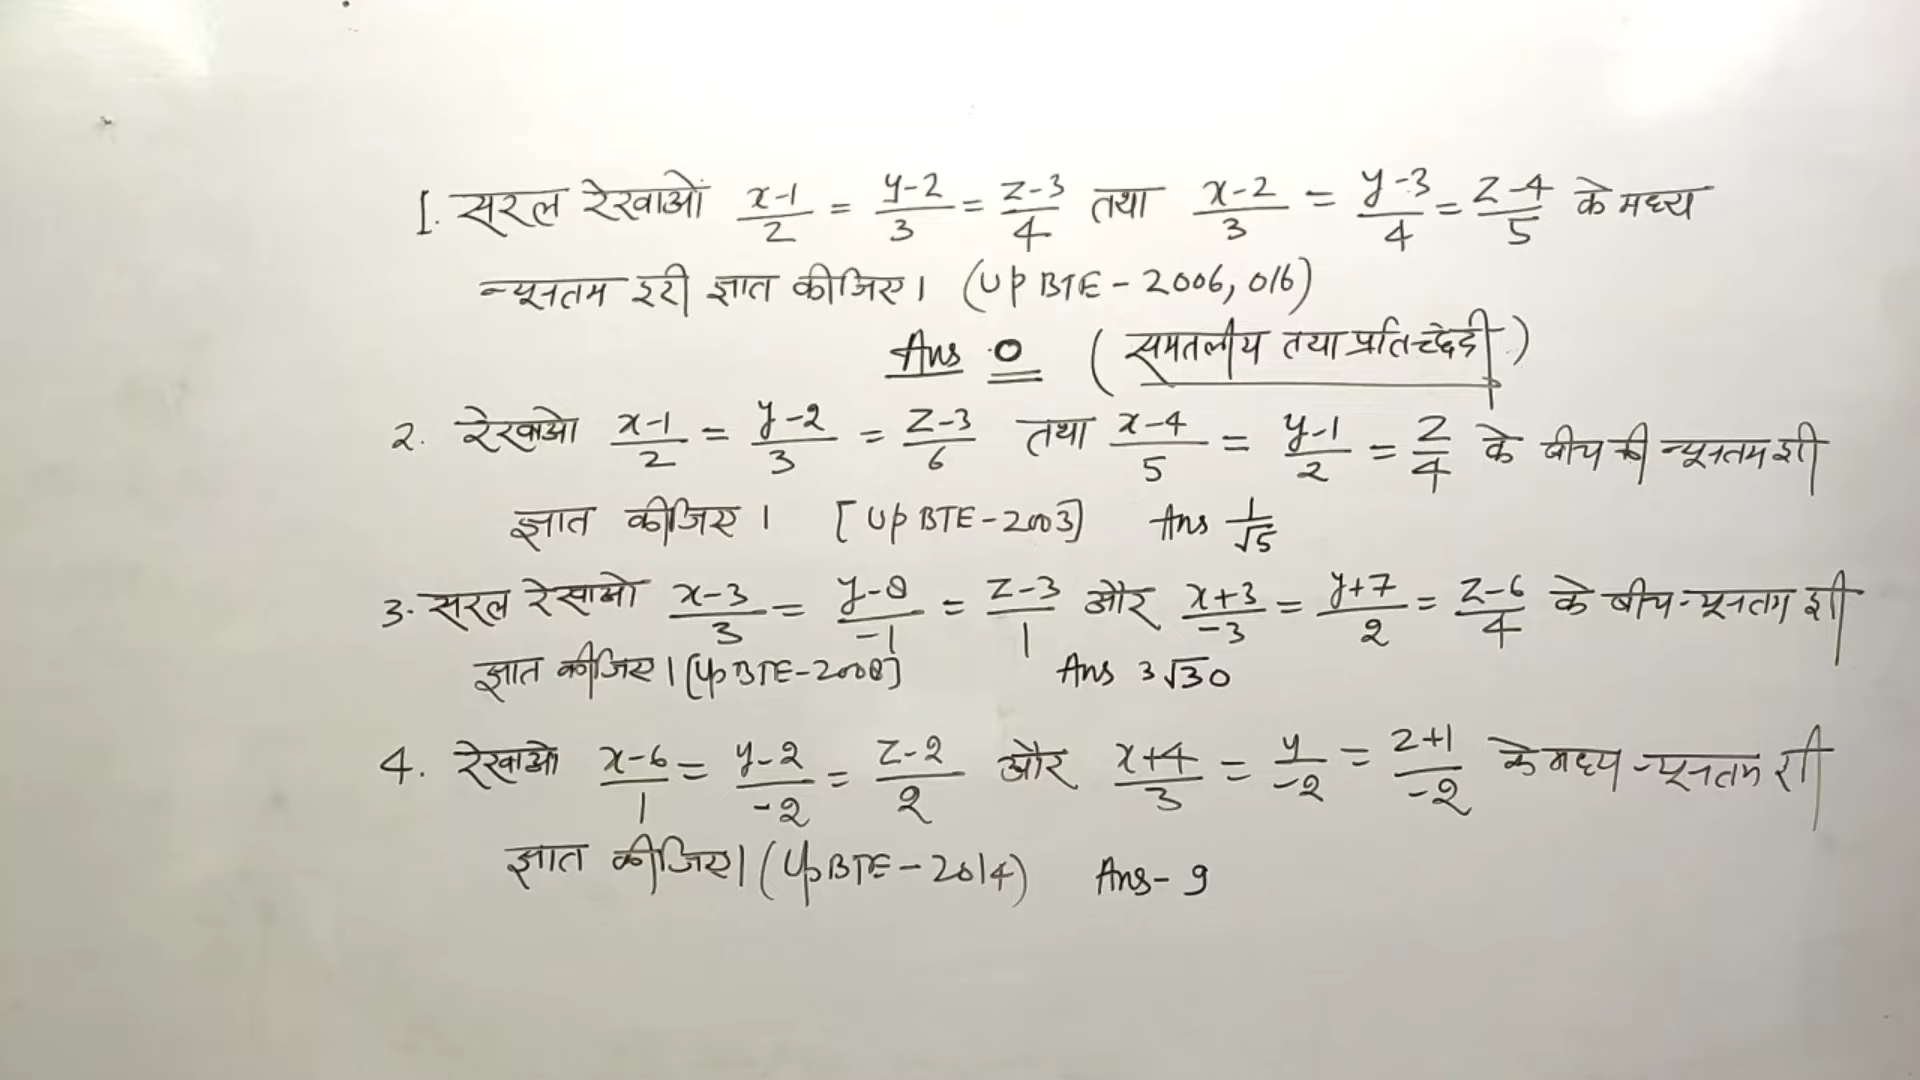 1. सरल रेखाओं x-1/2 = y-2/3 = z-3/4 तथा x-2/3 = y-3/4 = z-4/5 के मध्य
न्यूनतम दूरी ज्ञात कीजिए। (UP BTE - 2006, 016)
Ans 0 (समतलीय तथा प्रतिच्छेदी)
2. रेखाओ x-1/2 = y-2/3 = z-3/6 तथा x-4/5 = y-1/2 = z/4 के बीच की न्यूनतम दूरी
ज्ञात कीजिए। [UP BTE - 2003] Ans 1/√5
3. सरल रेखाओ x-3/3 = y-8/-1 = z-3/1 और x+3/-3 = y+7/2 = z-6/4 के बीच न्यूनतम दूरी
ज्ञात कीजिए। [UP BTE - 2008] Ans 3√30
4. रेखाओ x-6/1 = y-2/-2 = z-2/2 और x+4/3 = y/-2 = z+1/-2 के मध्य न्यूनतम दूरी
ज्ञात कीजिए। (UP BTE - 2014) Ans - 9